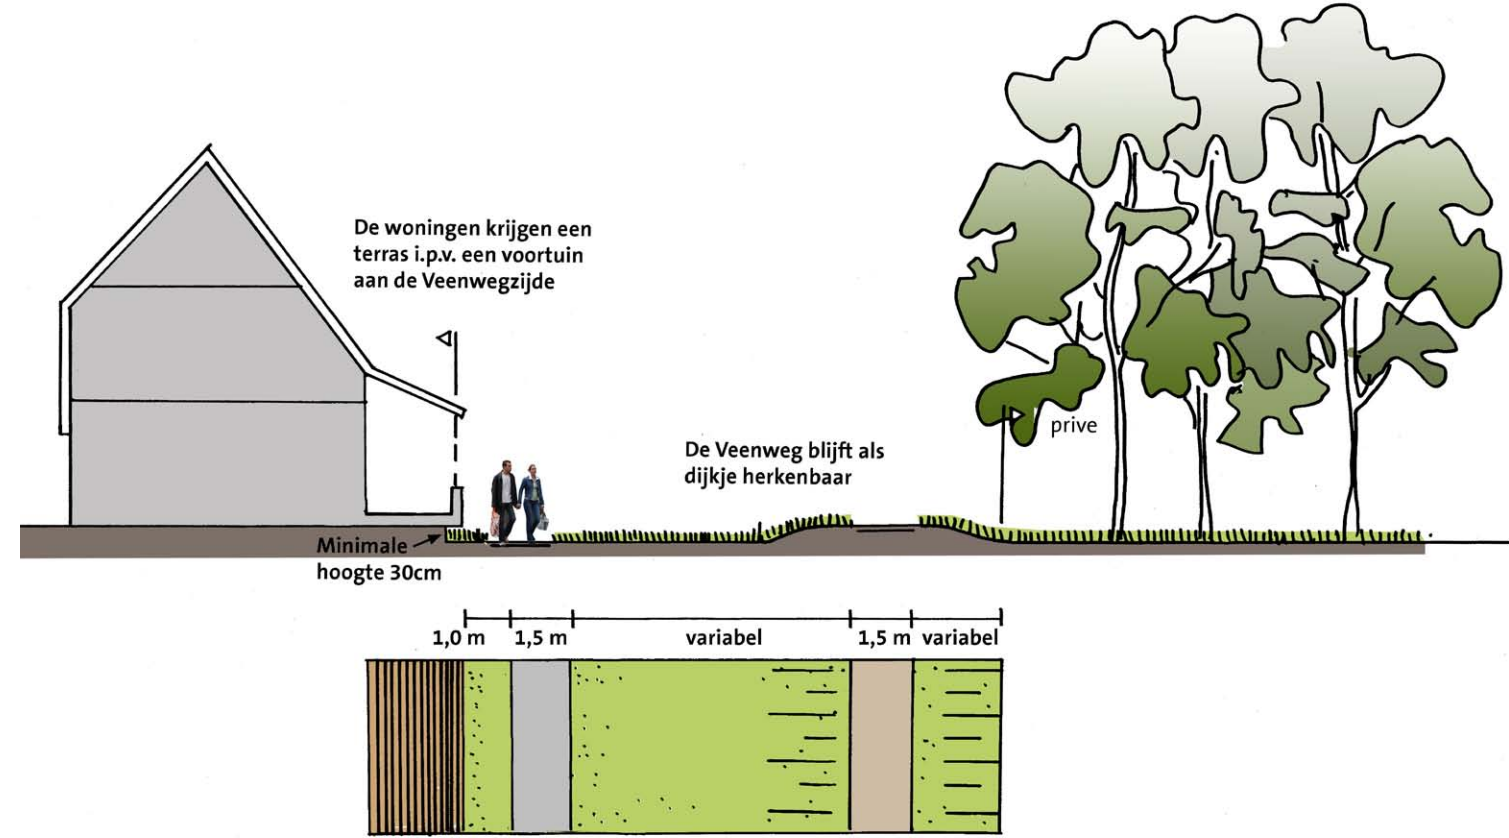 De woningen krijgen een
terras i.p.v. een voortuin
aan de Veenwegzijde
De Veenweg blijft als
dijkje herkenbaar
prive
Minimale
hoogte 30cm
1,0 m 1,5 m variabel 1,5 m variabel